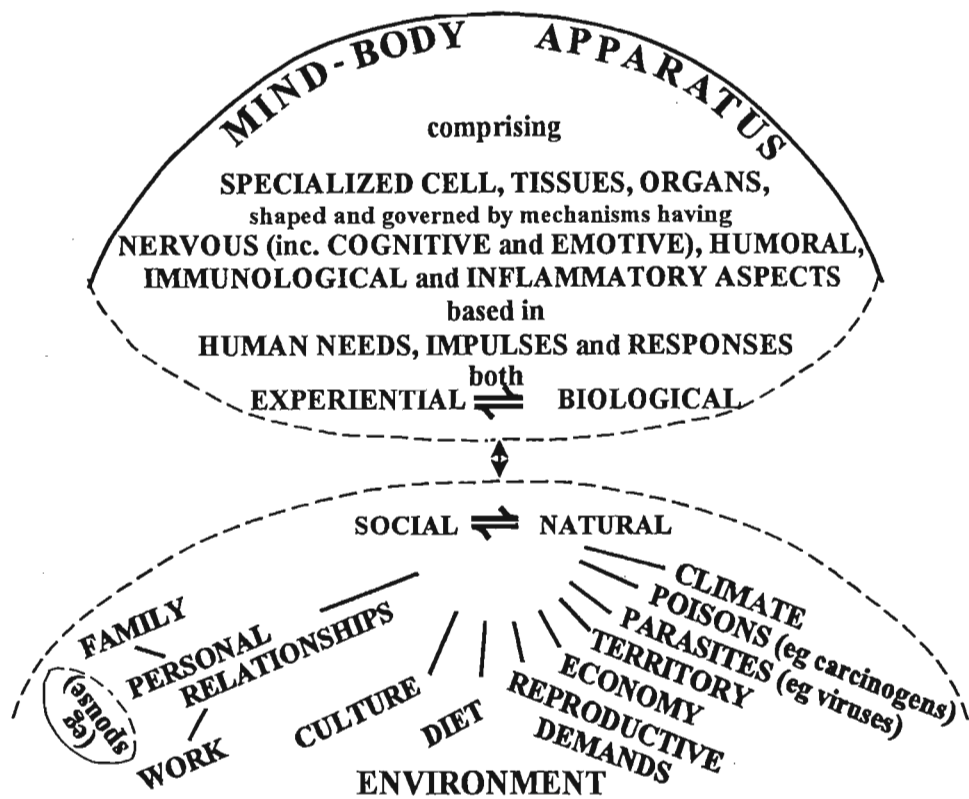 MIND-BODY APPARATUS
comprising
SPECIALIZED CELL, TISSUES, ORGANS,
shaped and governed by mechanisms having
NERVOUS (inc. COGNITIVE and EMOTIVE), HUMORAL,
IMMUNOLOGICAL and INFLAMMATORY ASPECTS
based in
HUMAN NEEDS, IMPULSES and RESPONSES
both
EXPERIENTIAL ⇌ BIOLOGICAL
SOCIAL ⇌ NATURAL
FAMILY
PERSONAL
RELATIONSHIPS
(eg
spouse)
WORK
CULTURE
DIET
REPRODUCTIVE
DEMANDS
ECONOMY
TERRITORY
PARASITES (eg viruses)
POISONS (eg carcinogens)
CLIMATE
ENVIRONMENT